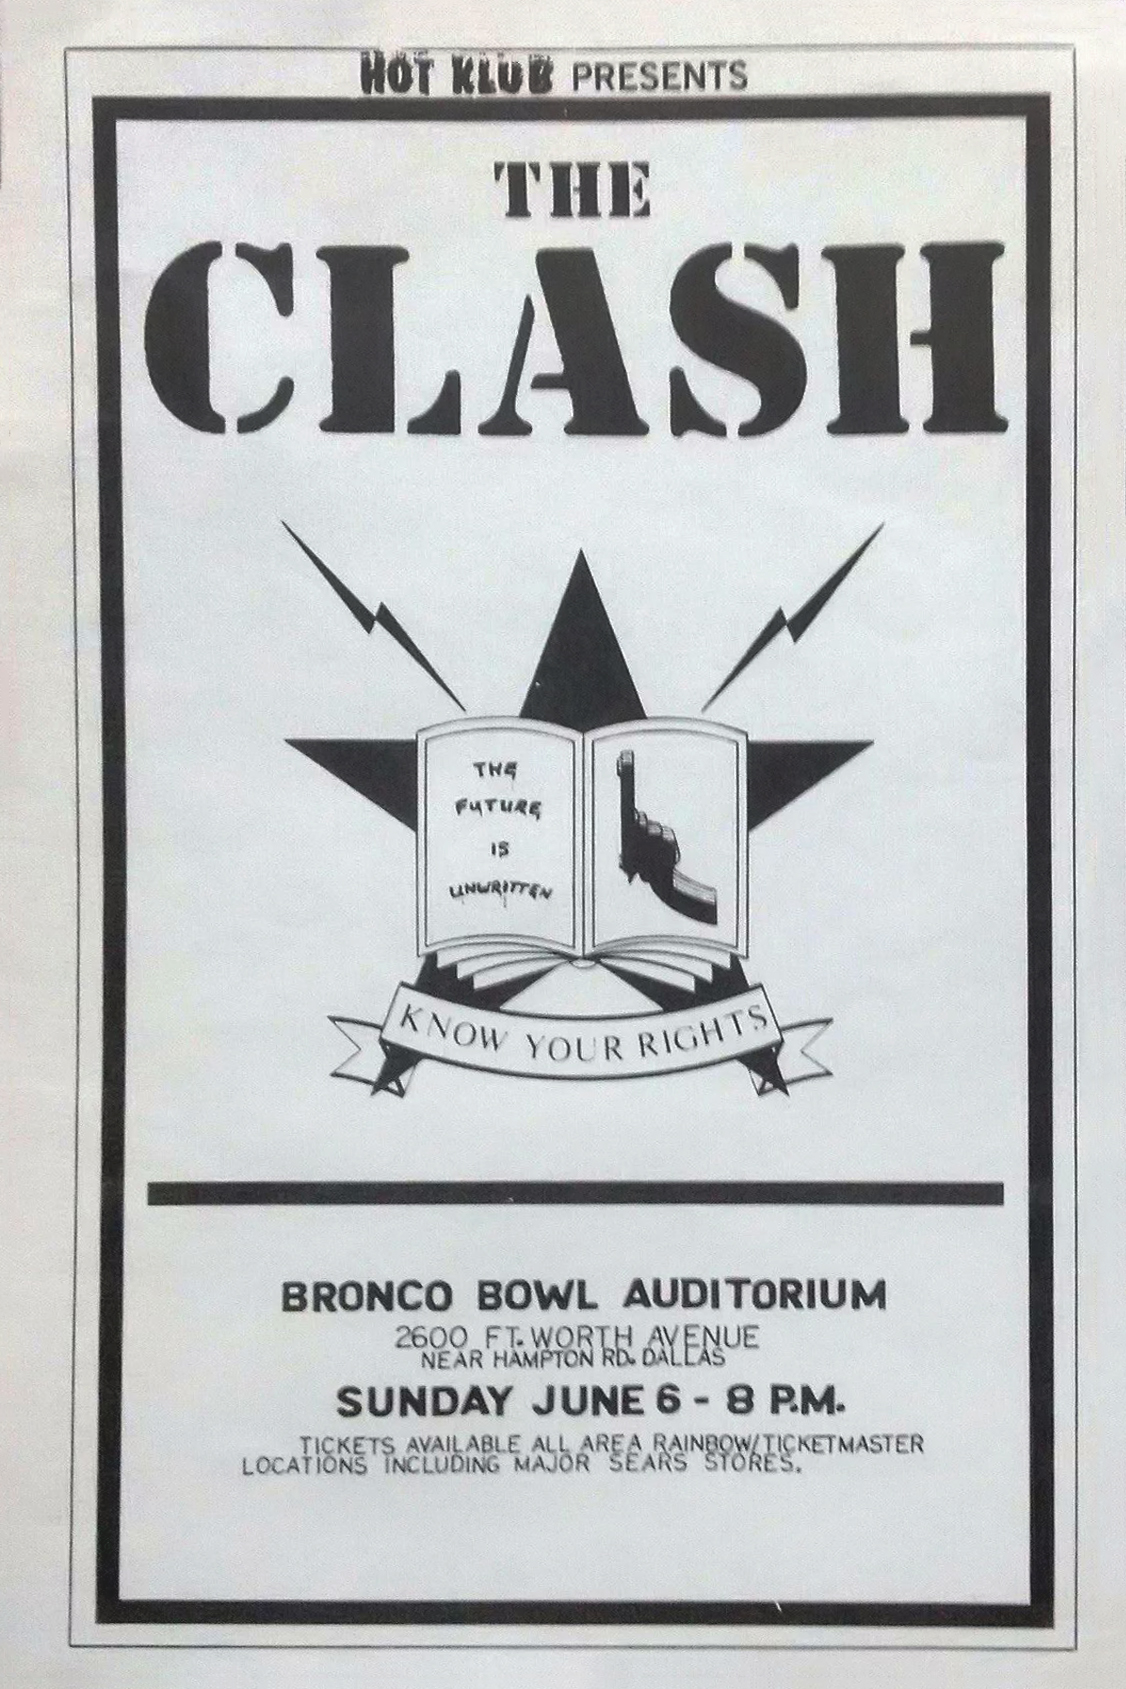 HOT KLUB PRESENTS
THE
CLASH
THE
FUTURE
IS
UNWRITTEN
KNOW YOUR RIGHTS
BRONCO BOWL AUDITORIUM
2600 FT. WORTH AVENUE
NEAR HAMPTON RD. DALLAS
SUNDAY JUNE 6 - 8 P.M.
TICKETS AVAILABLE ALL AREA RAINBOW/TICKETMASTER
LOCATIONS INCLUDING MAJOR SEARS STORES.